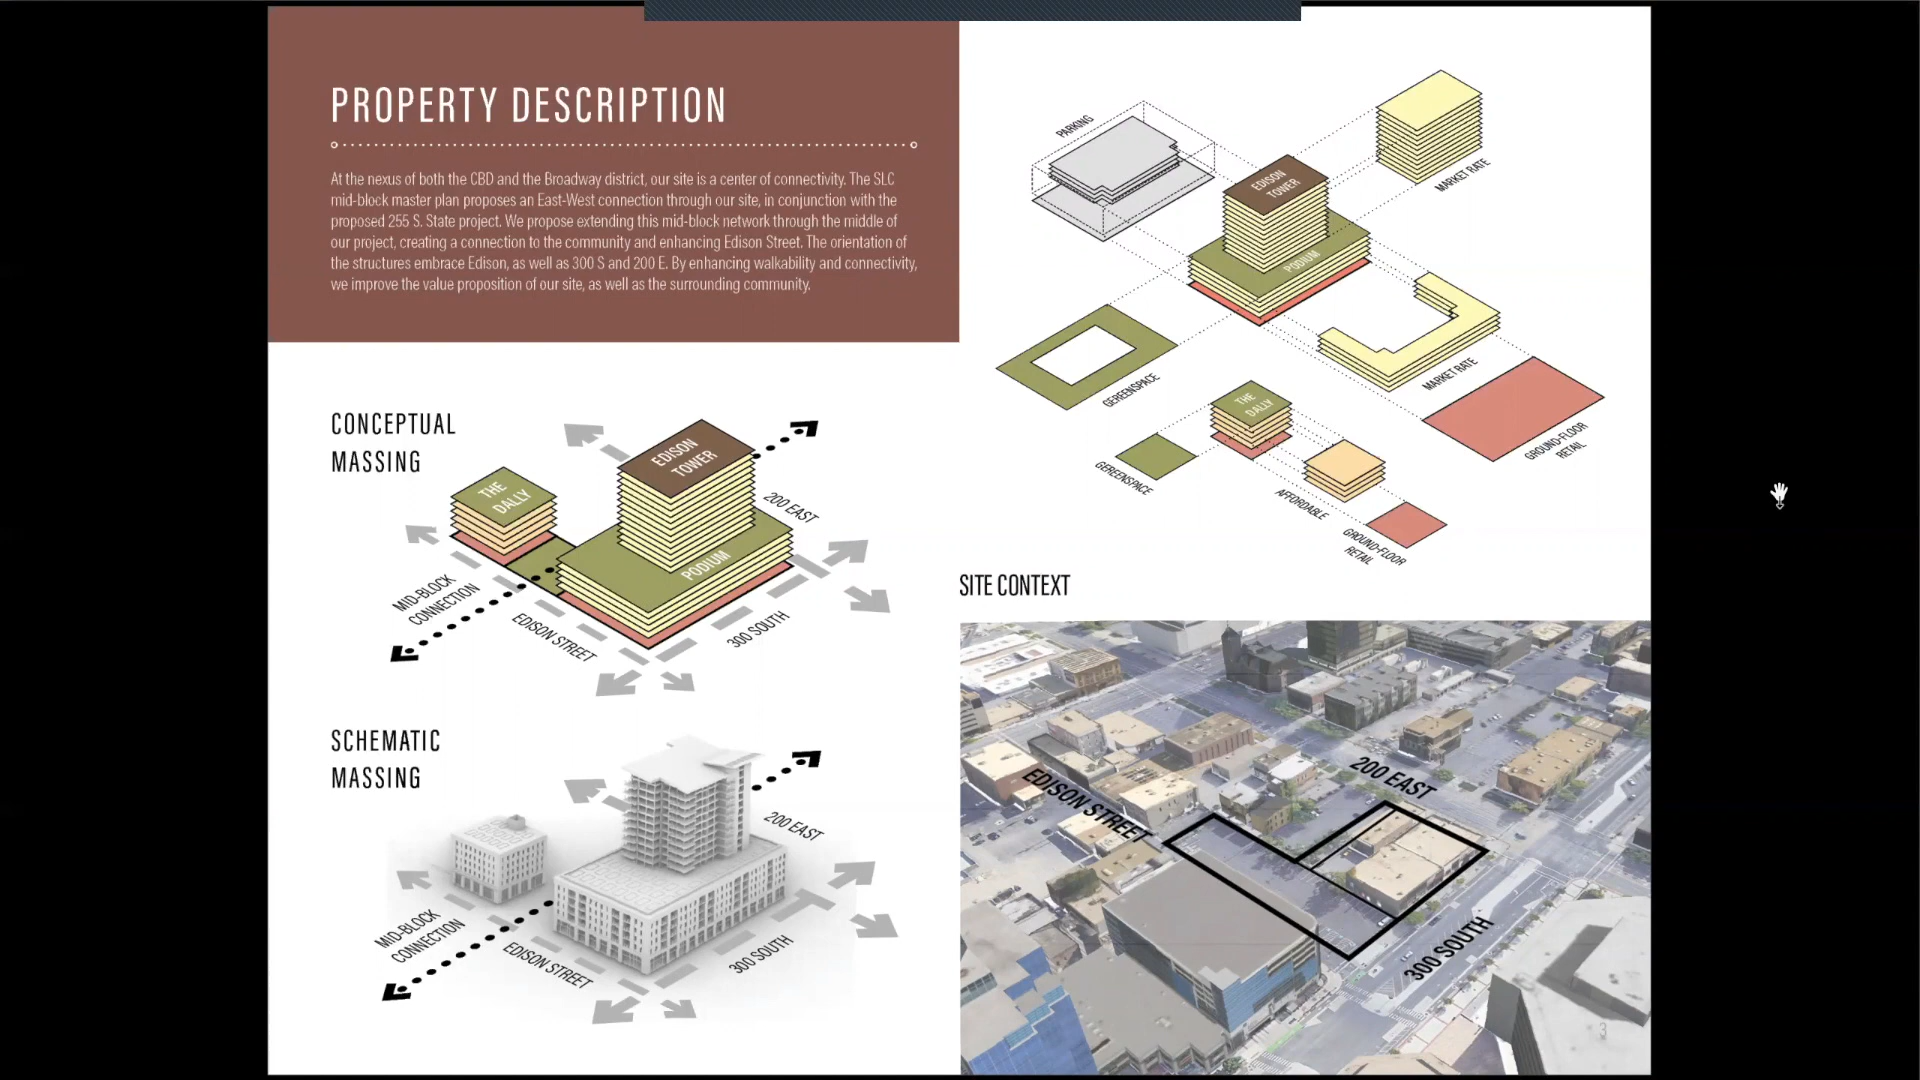 PROPERTY DESCRIPTION
At the nexus of both the CBD and the Broadway district, our site is a center of connectivity. The SLC
mid-block master plan proposes an East-West connection through our site, in conjunction with the
proposed 255 S. State project. We propose extending this mid-block network through the middle of
our project, creating a connection to the community and enhancing Edison Street. The orientation of
the structures embrace Edison, as well as 300 S and 200 E. By enhancing walkability and connectivity,
we improve the value proposition of our site, as well as the surrounding community.
CONCEPTUAL
MASSING
THE
DALLY
EDISON
TOWER
PODIUM
200 EAST
MID-BLOCK
CONNECTION
EDISON STREET
300 SOUTH
SCHEMATIC
MASSING
200 EAST
MID-BLOCK
CONNECTION
EDISON STREET
300 SOUTH
PARKING
EDISON
TOWER
PODIUM
MARKET RATE
GEREENSPACE
MARKET RATE
GROUND-FLOOR
RETAIL
THE
DALLY
GEREENSPACE
AFFORDABLE
GROUND-FLOOR
RETAIL
SITE CONTEXT
EDISON STREET
200 EAST
300 SOUTH
3